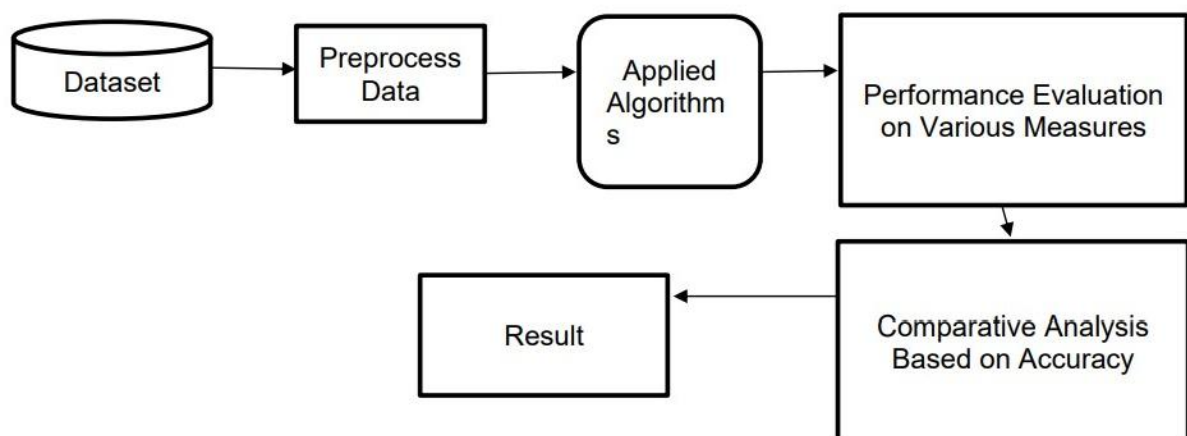 Dataset
Preprocess
Data
Applied
Algorithm
s
Performance Evaluation
on Various Measures
Comparative Analysis
Based on Accuracy
Result